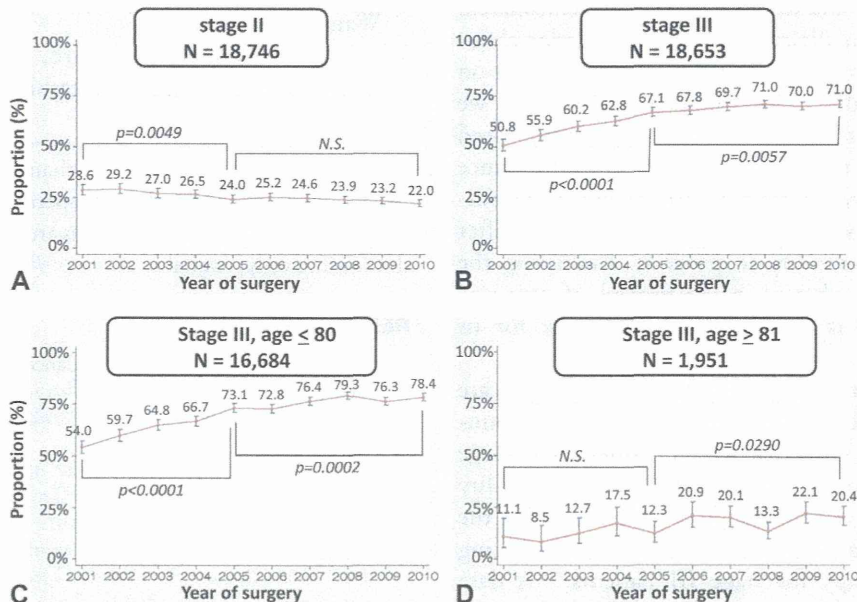 stage II
N = 18,746
Proportion (%)
100%
75%
50%
25%
0%
p=0.0049
N.S.
28.6 29.2 27.0 26.5 24.0 25.2 24.6 23.9 23.2 22.0
2001 2002 2003 2004 2005 2006 2007 2008 2009 2010
A
Year of surgery
stage III
N = 18,653
100%
75%
50%
25%
0%
50.8 55.9 60.2 62.8 67.1 67.8 69.7 71.0 70.0 71.0
p<0.0001
p=0.0057
2001 2002 2003 2004 2005 2006 2007 2008 2009 2010
B
Year of surgery
Stage III, age ≤ 80
N = 16,684
Proportion (%)
100%
75%
50%
25%
0%
54.0 59.7 64.8 66.7 73.1 72.8 76.4 79.3 76.3 78.4
p<0.0001
p=0.0002
2001 2002 2003 2004 2005 2006 2007 2008 2009 2010
C
Year of surgery
Stage III, age ≥ 81
N = 1,951
100%
75%
50%
25%
0%
N.S.
p=0.0290
11.1 8.5 12.7 17.5 12.3 20.9 20.1 13.3 22.1 20.4
2001 2002 2003 2004 2005 2006 2007 2008 2009 2010
D
Year of surgery